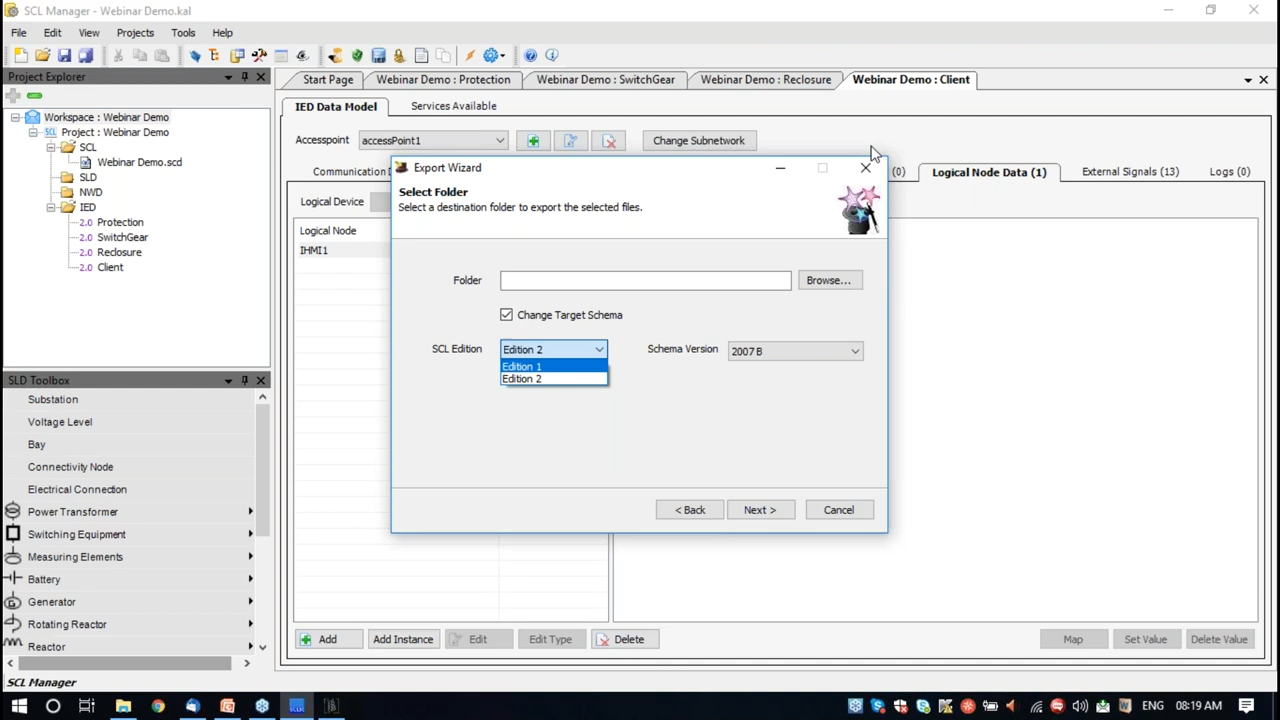 SCL Manager - Webinar Demo.kal
File Edit View Projects Tools Help
Project Explorer
Workspace : Webinar Demo
Project : Webinar Demo
SCL
SCL
Webinar Demo.scd
SLD
NWD
IED
2.0 Protection
2.0 SwitchGear
2.0 Reclosure
2.0 Client
SLD Toolbox
Substation
Voltage Level
Bay
Connectivity Node
Electrical Connection
Power Transformer
Switching Equipment
Measuring Elements
Battery
Generator
Rotating Reactor
Reactor
SCL Manager
Start Page Webinar Demo : Protection Webinar Demo : SwitchGear Webinar Demo : Reclosure Webinar Demo : Client
IED Data Model Services Available
Accesspoint accessPoint1 Change Subnetwork
Communication (0) Logical Node Data (1) External Signals (13) Logs (0)
Logical Device
Logical Node
IHMI1
Export Wizard
Select Folder
Select a destination folder to export the selected files.
Folder Browse...
Change Target Schema
SCL Edition Edition 2 Schema Version 2007 B
Edition 1
Edition 2
< Back Next > Cancel
Add Add Instance Edit Edit Type Delete Map Set Value Delete Value
ENG 08:19 AM